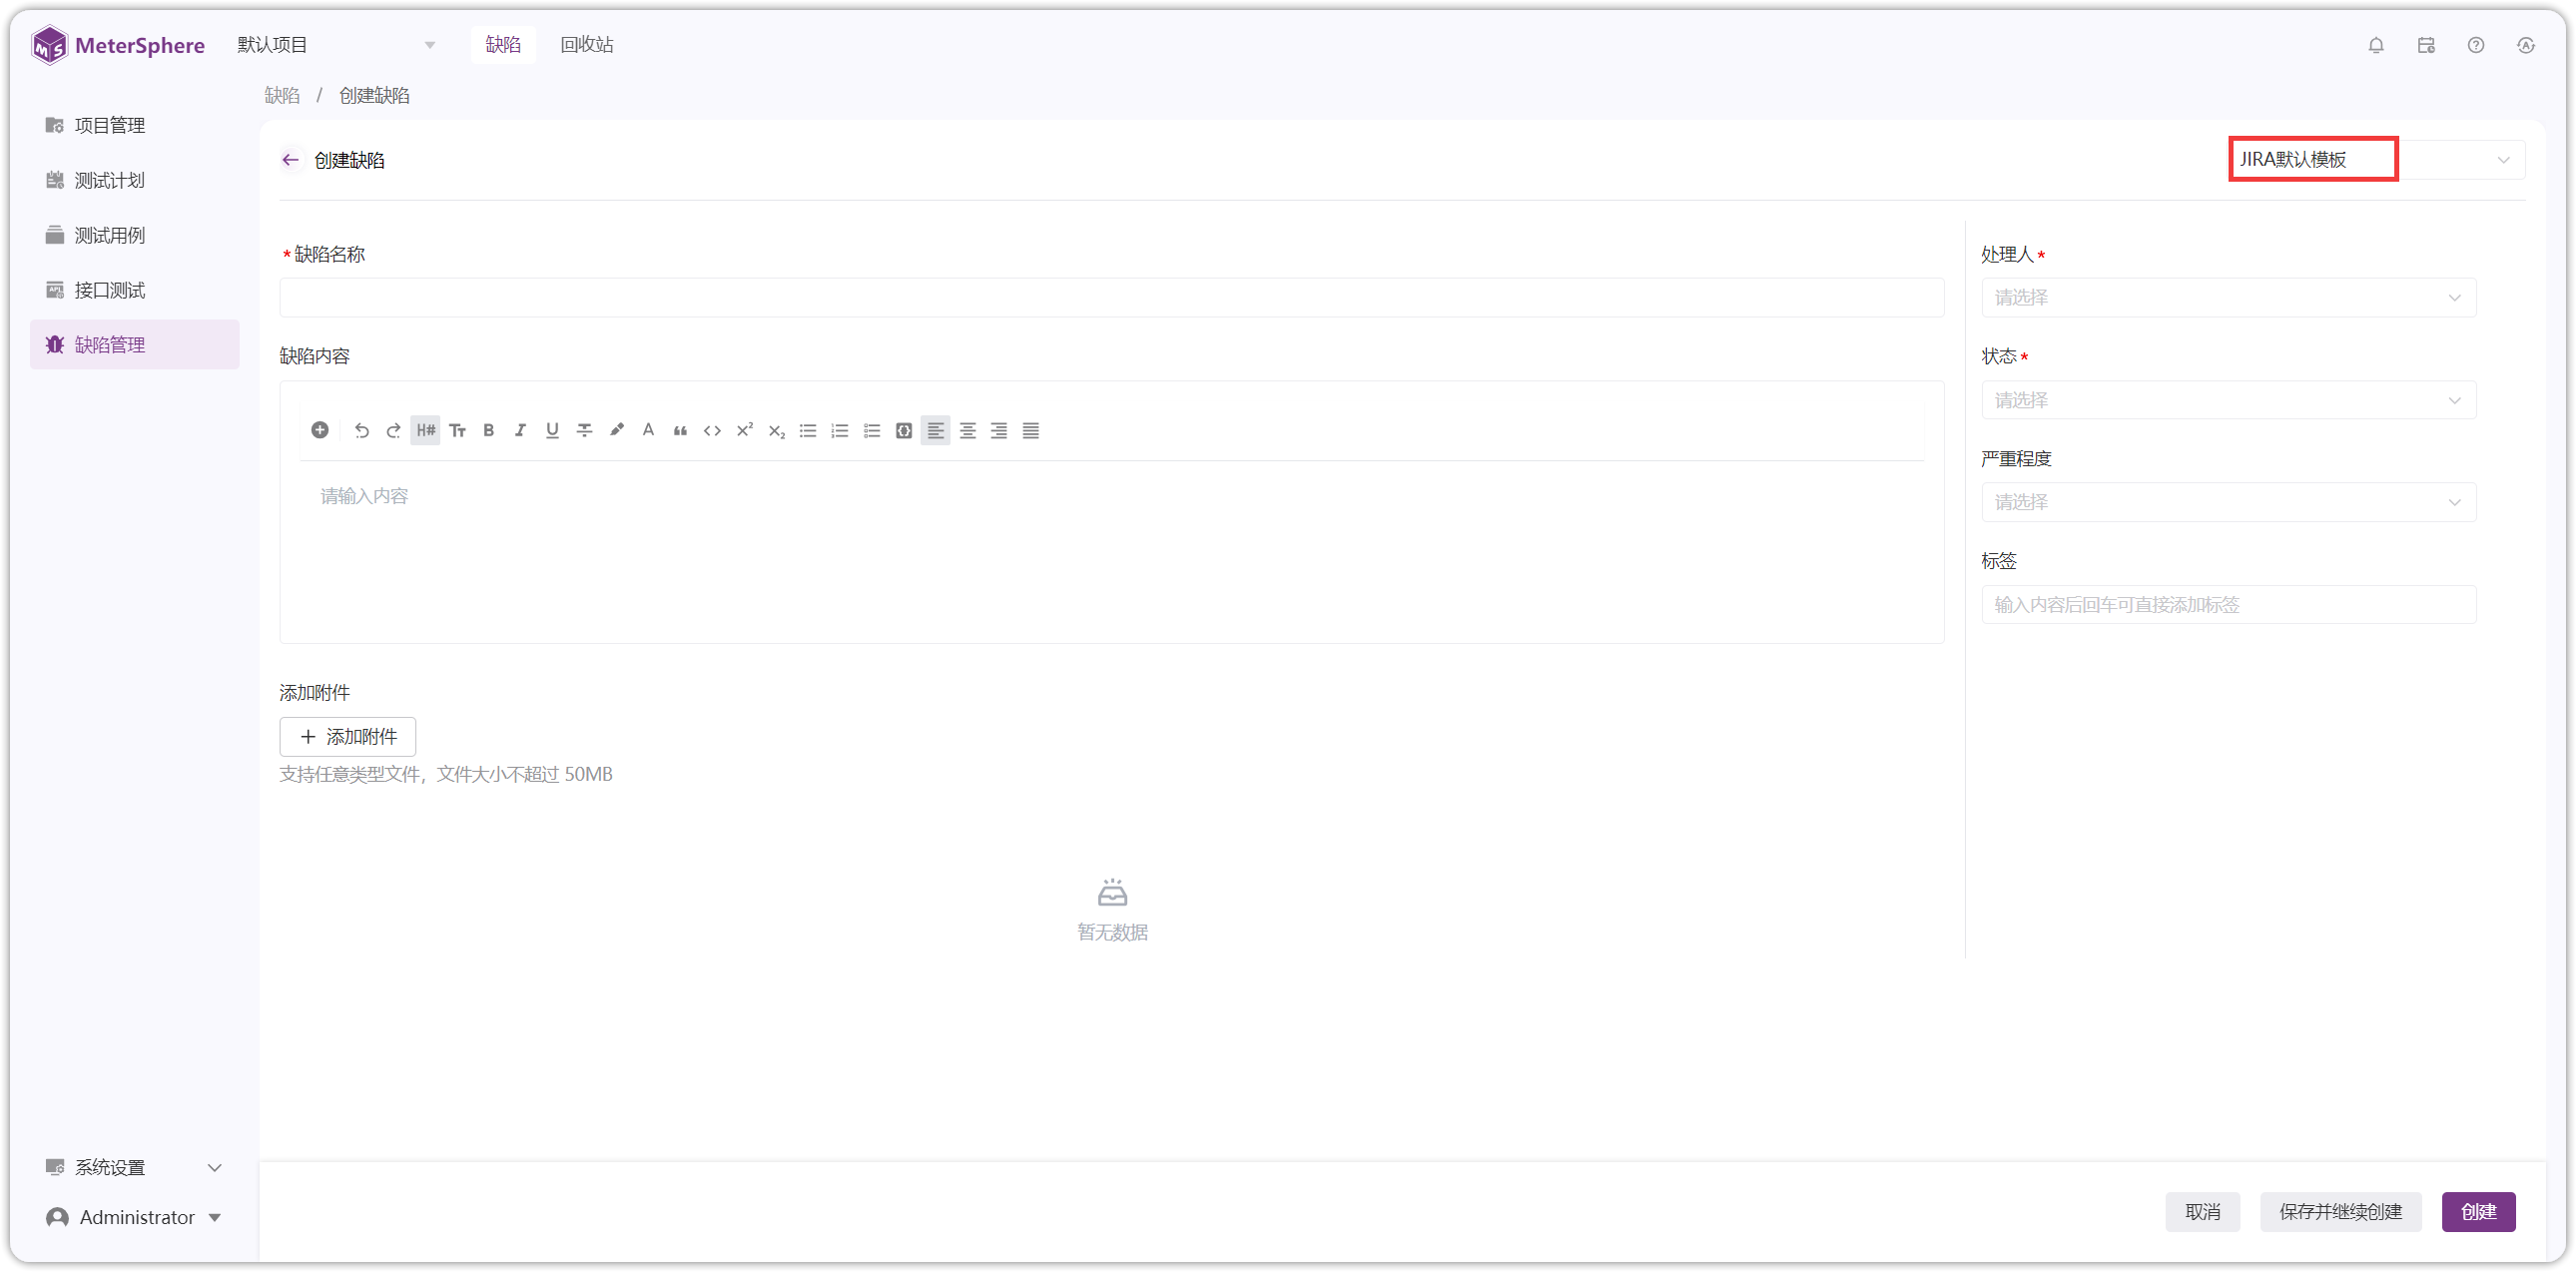 MeterSphere 默认项目 缺陷 回收站
缺陷 / 创建缺陷
项目管理
测试计划
测试用例
接口测试
缺陷管理
创建缺陷
JIRA默认模板
*缺陷名称
缺陷内容
H# Tт B I U A “ <> X² X₂
请输入内容
添加附件
+ 添加附件
支持任意类型文件，文件大小不超过 50MB
暂无数据
处理人*
请选择
状态*
请选择
严重程度
请选择
标签
输入内容后回车可直接添加标签
系统设置
Administrator
取消 保存并继续创建 创建